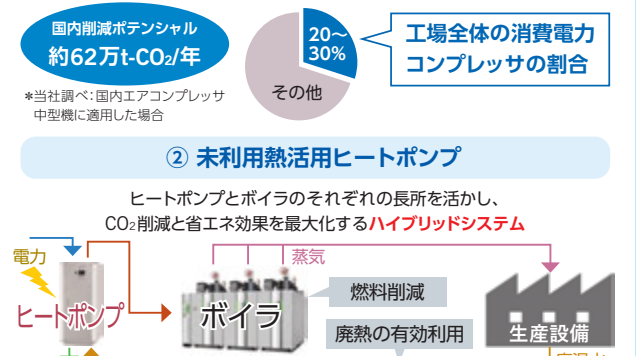 国内削減ポテンシャル
約62万t-CO2/年
*当社調べ:国内エアコンプレッサ
中型機に適用した場合
20〜
30%
その他
工場全体の消費電力
コンプレッサの割合
② 未利用熱活用ヒートポンプ
ヒートポンプとボイラのそれぞれの長所を活かし、
CO2削減と省エネ効果を最大化するハイブリッドシステム
電力
蒸気
ヒートポンプ
ボイラ
燃料削減
廃熱の有効利用
生産設備